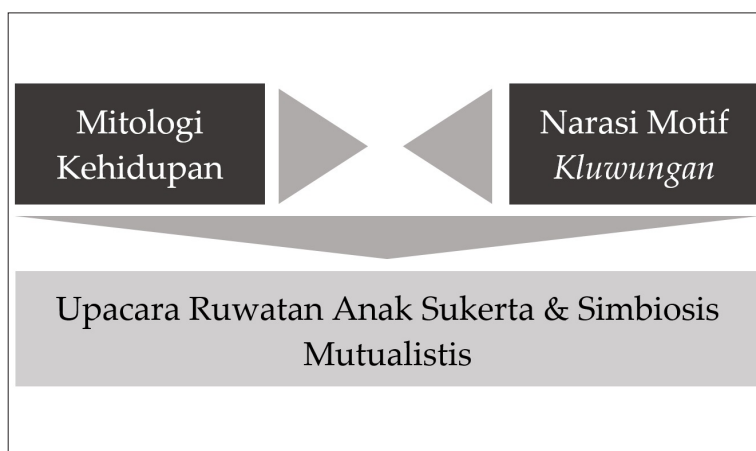 Mitologi
Kehidupan
Narasi Motif
Kluwungan
Upacara Ruwatan Anak Sukerta & Simbiosis
Mutualistis